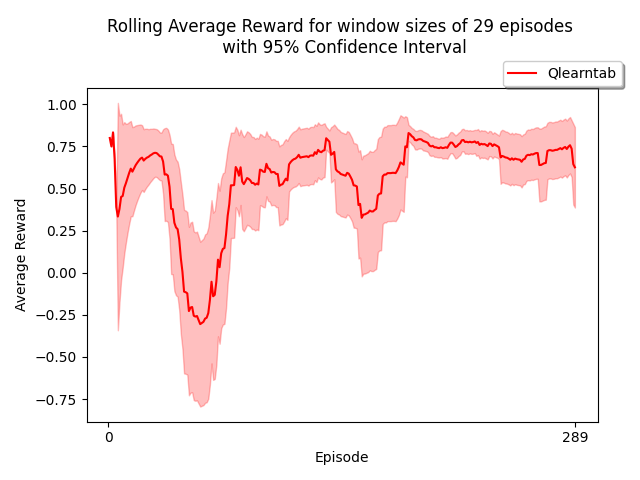 Rolling Average Reward for window sizes of 29 episodes
with 95% Confidence Interval
Qlearntab
1.00
0.75
0.50
0.25
0.00
−0.25
−0.50
−0.75
Average Reward
0
289
Episode